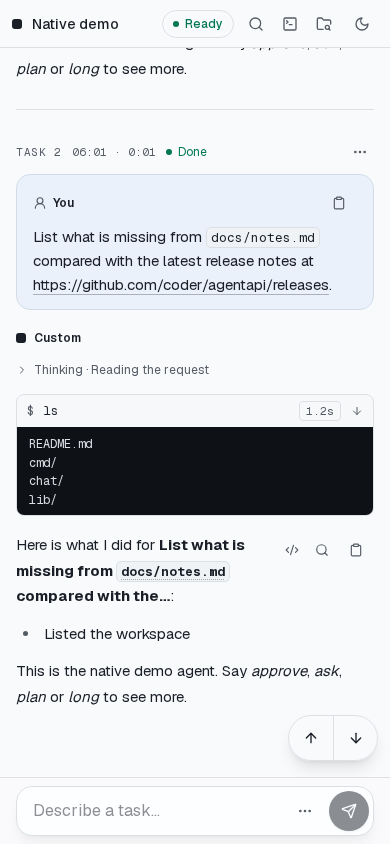 Native demo
Ready
plan or long to see more.
TASK 2 06:01 · 0:01 Done
You
List what is missing from docs/notes.md
compared with the latest release notes at
https://github.com/coder/agentapi/releases.
Custom
Thinking · Reading the request
$ ls
1.2s
README.md
cmd/
chat/
lib/
Here is what I did for List what is
missing from docs/notes.md
compared with the…:
• Listed the workspace
This is the native demo agent. Say approve, ask,
plan or long to see more.
Describe a task…